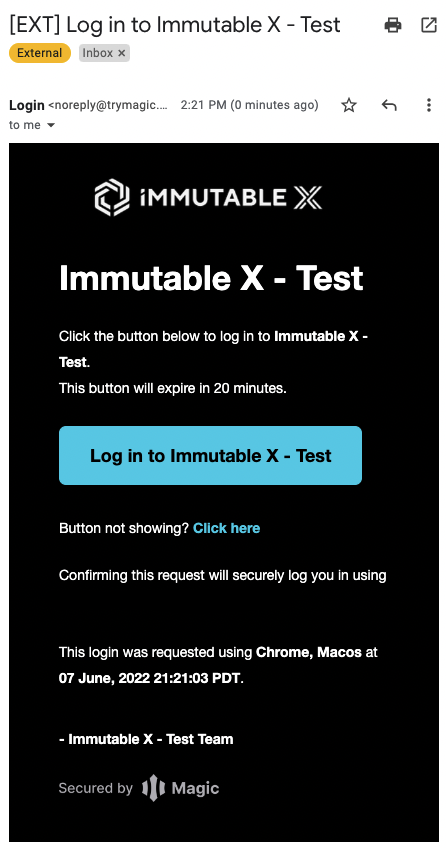 [EXT] Log in to Immutable X - Test
External Inbox ×
Login <noreply@trymagic.... 2:21 PM (0 minutes ago)
to me
iMMUTABLE X
Immutable X - Test
Click the button below to log in to Immutable X -
Test.
This button will expire in 20 minutes.
Log in to Immutable X - Test
Button not showing? Click here
Confirming this request will securely log you in using
This login was requested using Chrome, Macos at
07 June, 2022 21:21:03 PDT.
- Immutable X - Test Team
Secured by Magic